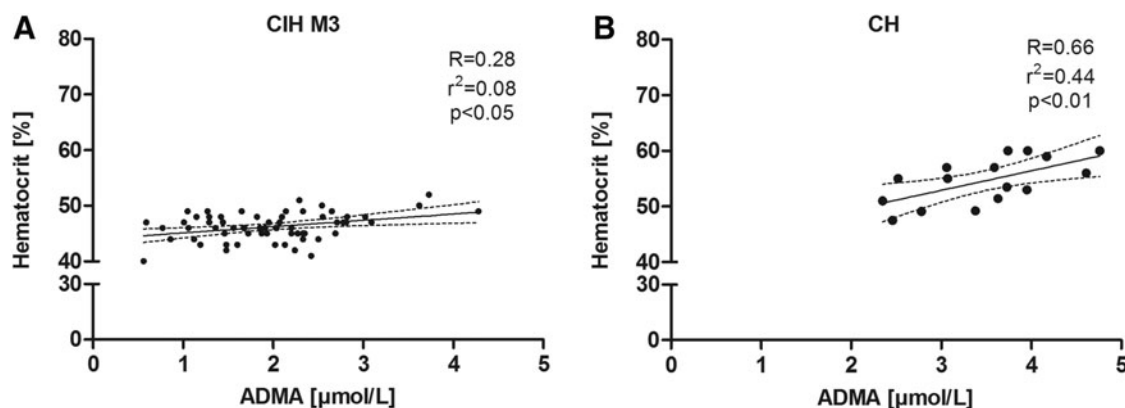 A
CIH M3
R=0.28
r²=0.08
p<0.05
Hematocrit [%]
80
70
60
50
40
30
0
0 1 2 3 4 5
ADMA [µmol/L]
B
CH
R=0.66
r²=0.44
p<0.01
Hematocrit [%]
80
70
60
50
40
30
0
0 1 2 3 4 5
ADMA [µmol/L]